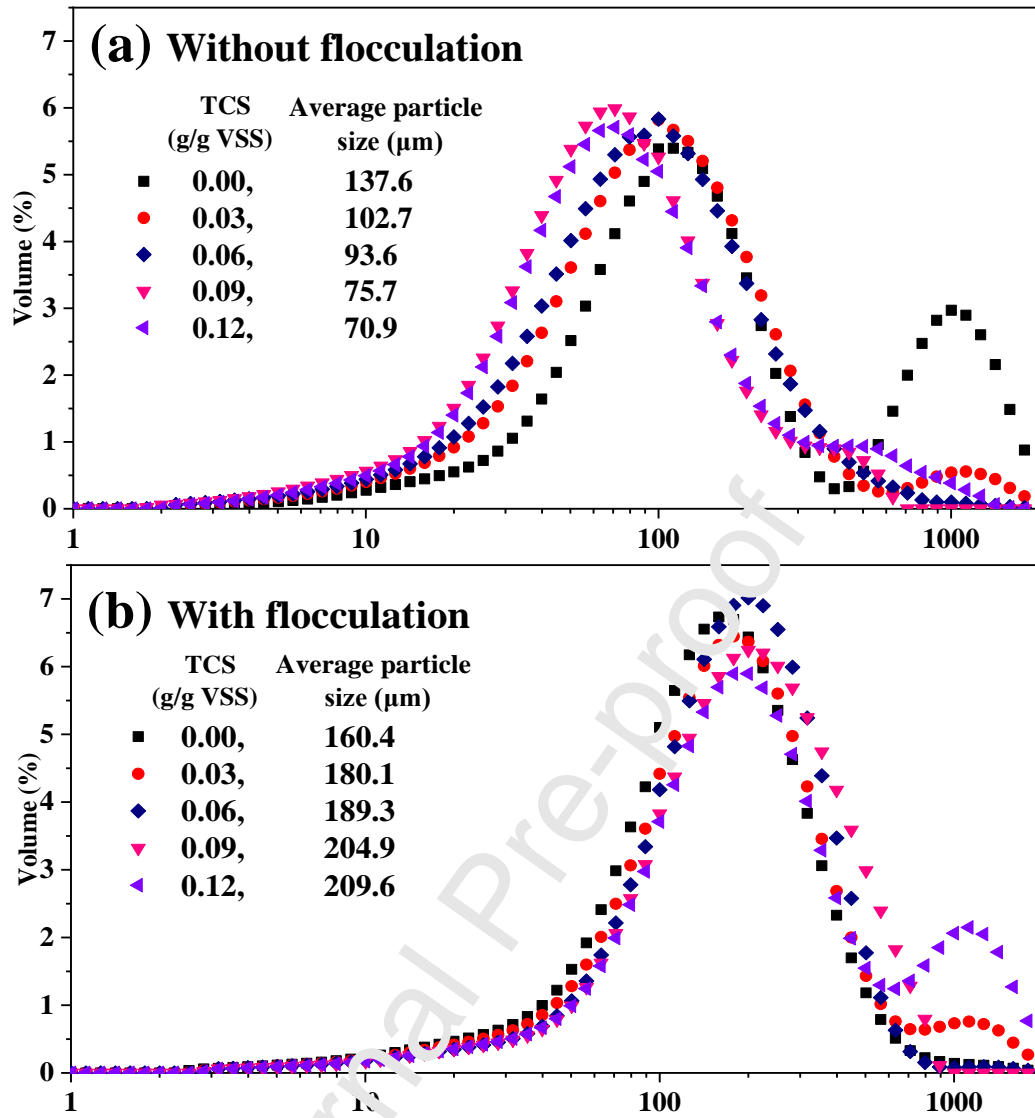 (a) Without flocculation
TCS Average particle
(g/g VSS) size (μm)
0.00, 137.6
0.03, 102.7
0.06, 93.6
0.09, 75.7
0.12, 70.9
Volume (%)
7
6
5
4
3
2
1
0
1 10 100 1000
(b) With flocculation
TCS Average particle
(g/g VSS) size (μm)
0.00, 160.4
0.03, 180.1
0.06, 189.3
0.09, 204.9
0.12, 209.6
Volume (%)
7
6
5
4
3
2
1
0
1 10 100 1000
rnal Pre-proof